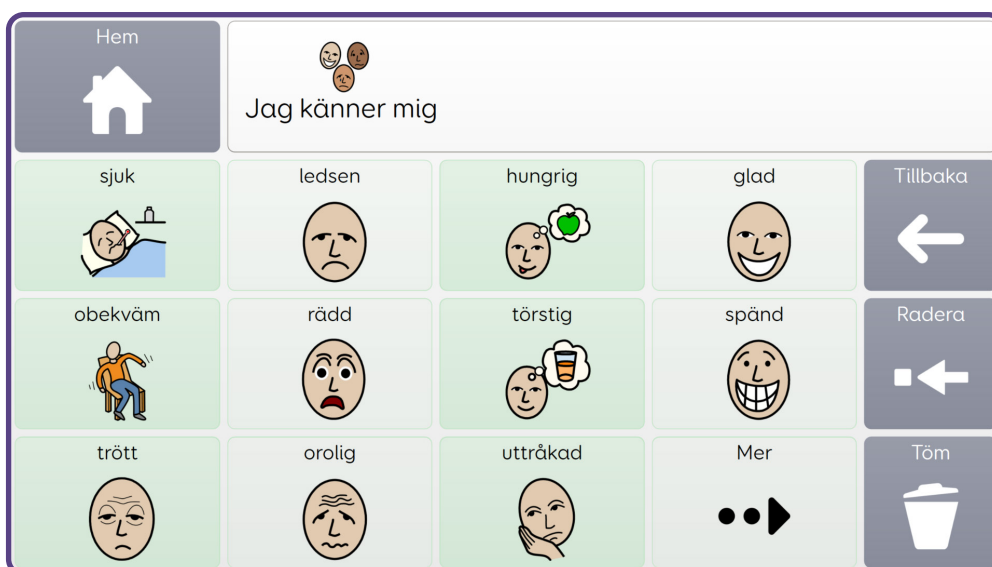 Hem
Jag känner mig
sjuk
ledsen
hungrig
glad
Tillbaka
obekväm
rädd
törstig
spänd
Radera
trött
orolig
uttråkad
Mer
Töm